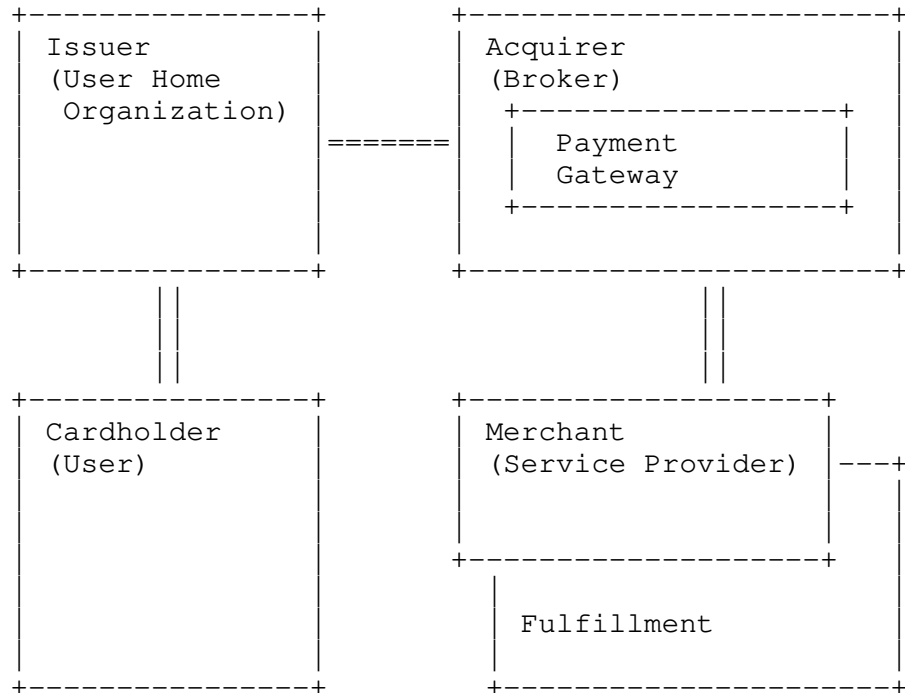 Issuer
(User Home
Organization)
Acquirer
(Broker)
Payment
Gateway
Cardholder
(User)
Merchant
(Service Provider)
Fulfillment